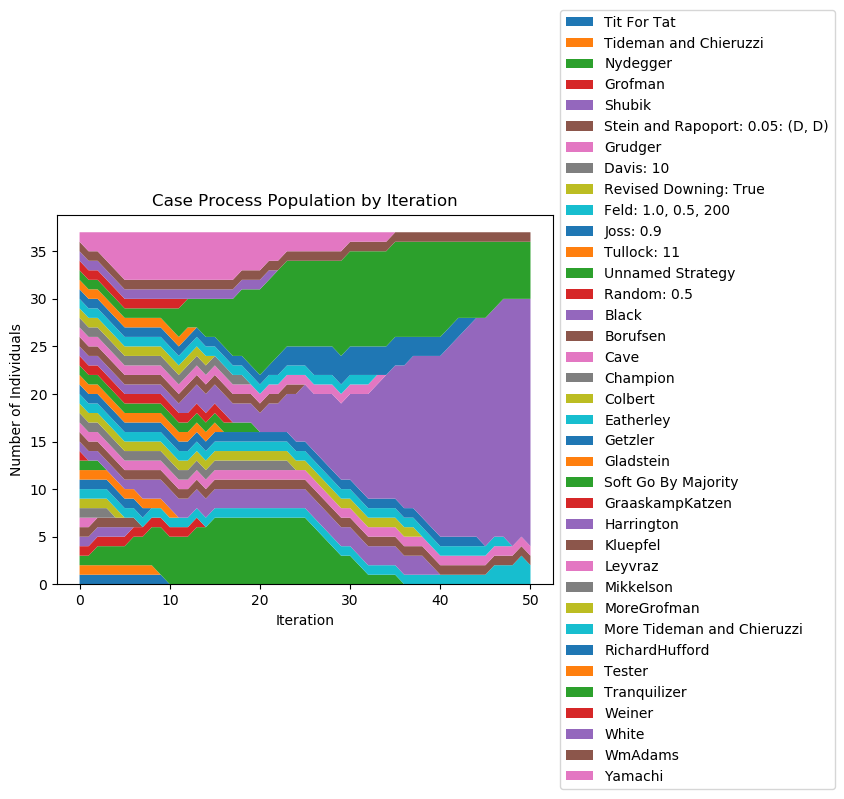 Case Process Population by Iteration
Number of Individuals
35
30
25
20
15
10
5
0
0 10 20 30 40 50
Iteration
Tit For Tat
Tideman and Chieruzzi
Nydegger
Grofman
Shubik
Stein and Rapoport: 0.05: (D, D)
Grudger
Davis: 10
Revised Downing: True
Feld: 1.0, 0.5, 200
Joss: 0.9
Tullock: 11
Unnamed Strategy
Random: 0.5
Black
Borufsen
Cave
Champion
Colbert
Eatherley
Getzler
Gladstein
Soft Go By Majority
GraaskampKatzen
Harrington
Kluepfel
Leyvraz
Mikkelson
MoreGrofman
More Tideman and Chieruzzi
RichardHufford
Tester
Tranquilizer
Weiner
White
WmAdams
Yamachi